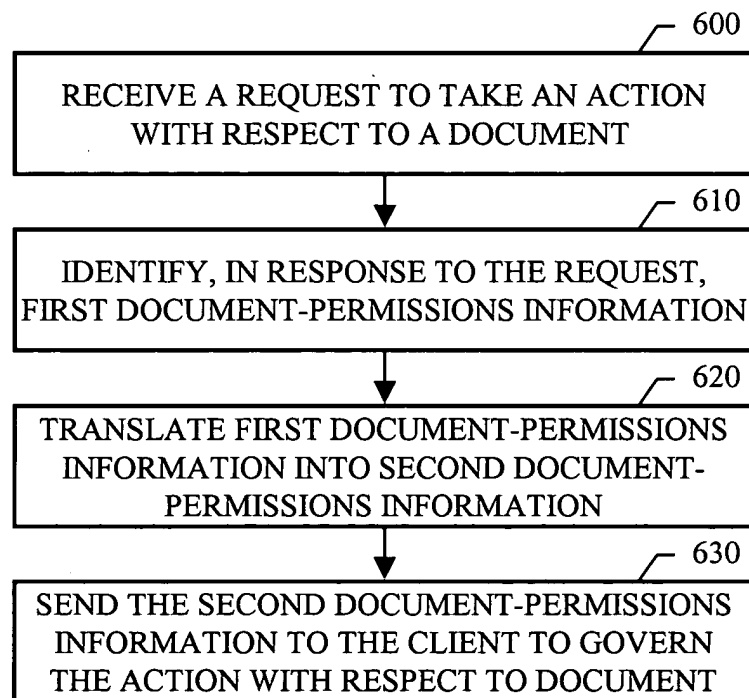 600
RECEIVE A REQUEST TO TAKE AN ACTION
WITH RESPECT TO A DOCUMENT
610
IDENTIFY, IN RESPONSE TO THE REQUEST,
FIRST DOCUMENT-PERMISSIONS INFORMATION
620
TRANSLATE FIRST DOCUMENT-PERMISSIONS
INFORMATION INTO SECOND DOCUMENT-
PERMISSIONS INFORMATION
630
SEND THE SECOND DOCUMENT-PERMISSIONS
INFORMATION TO THE CLIENT TO GOVERN
THE ACTION WITH RESPECT TO DOCUMENT